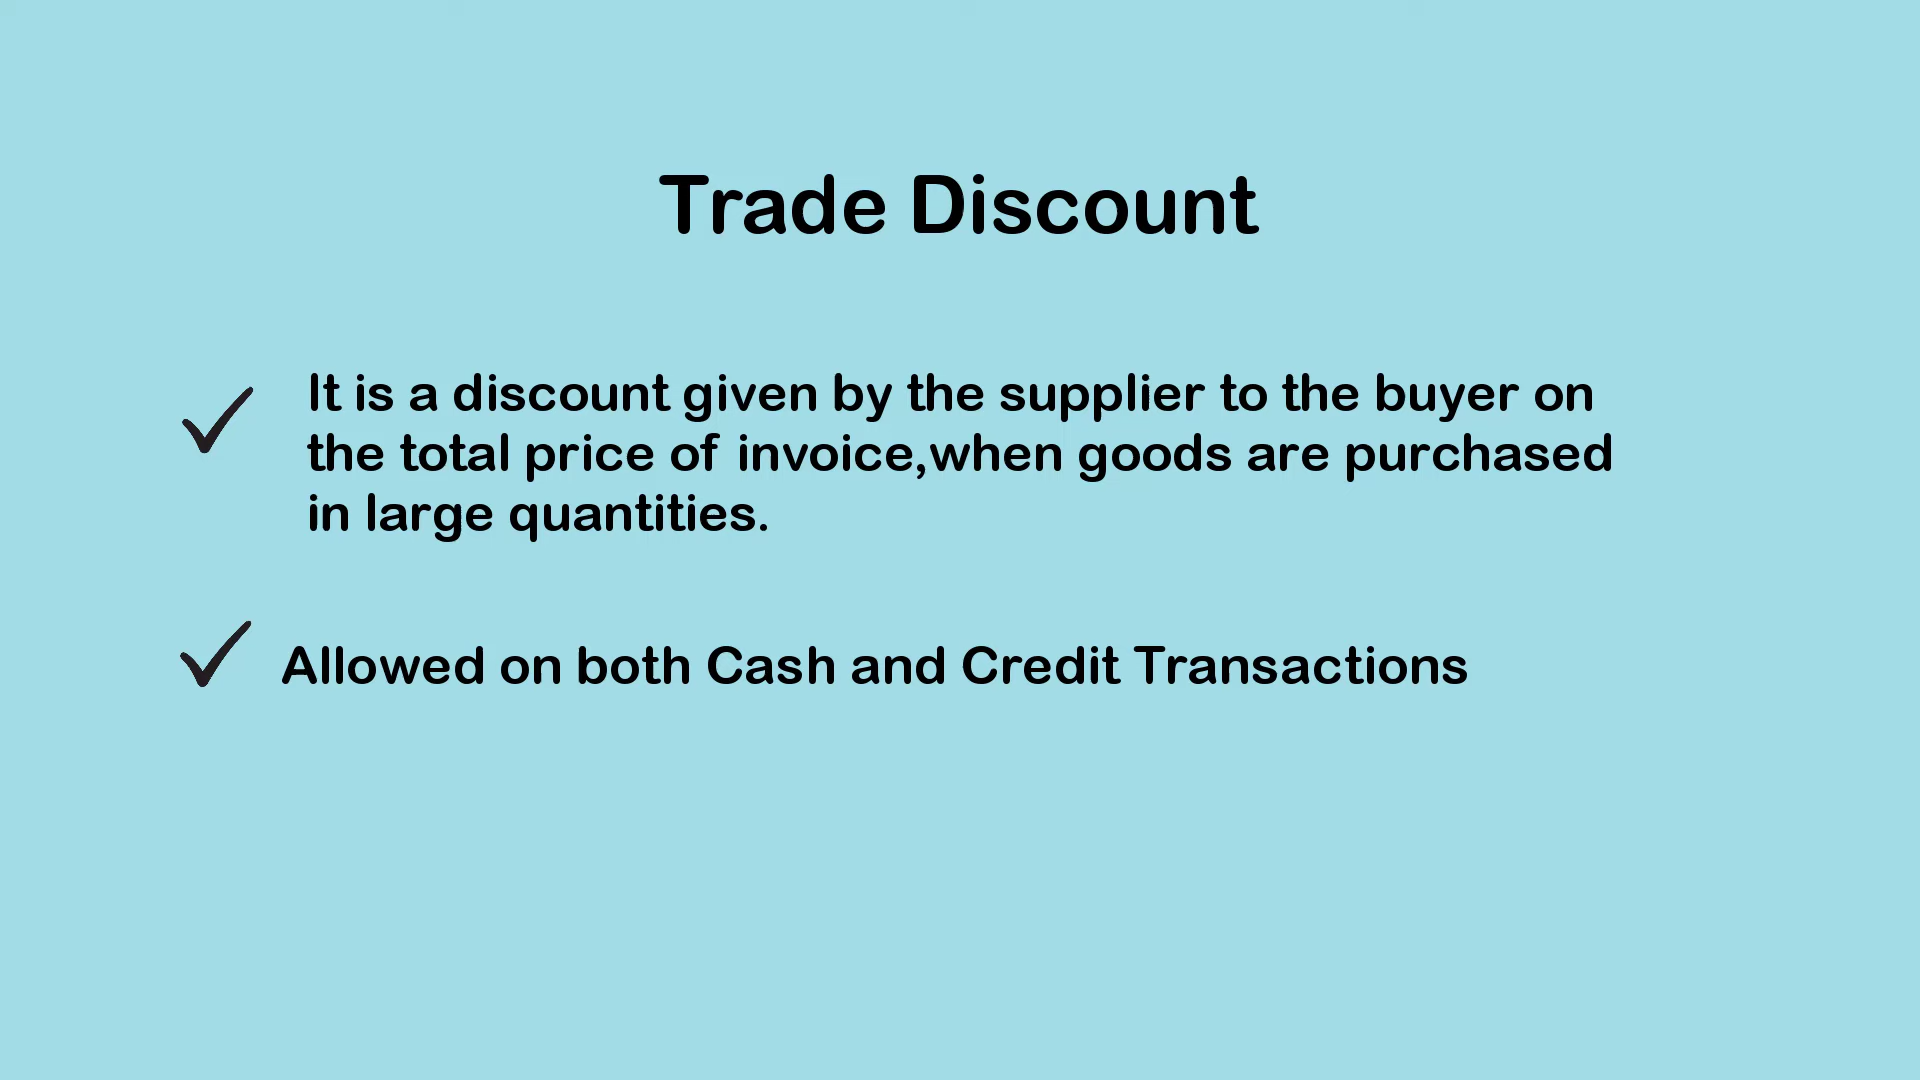 Trade Discount
It is a discount given by the supplier to the buyer on
the total price of invoice,when goods are purchased
in large quantities.
Allowed on both Cash and Credit Transactions